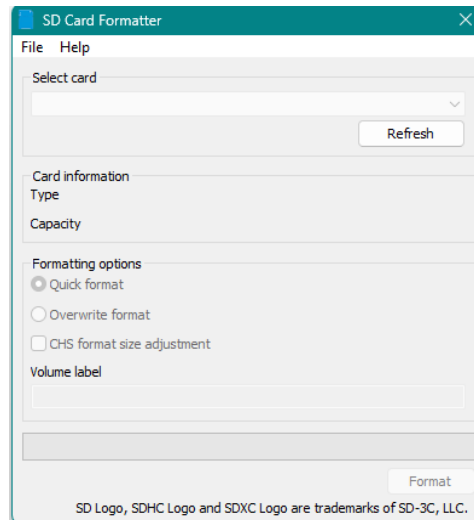 SD Card Formatter
File Help
Select card
Refresh
Card information
Type
Capacity
Formatting options
Quick format
Overwrite format
CHS format size adjustment
Volume label
Format
SD Logo, SDHC Logo and SDXC Logo are trademarks of SD-3C, LLC.